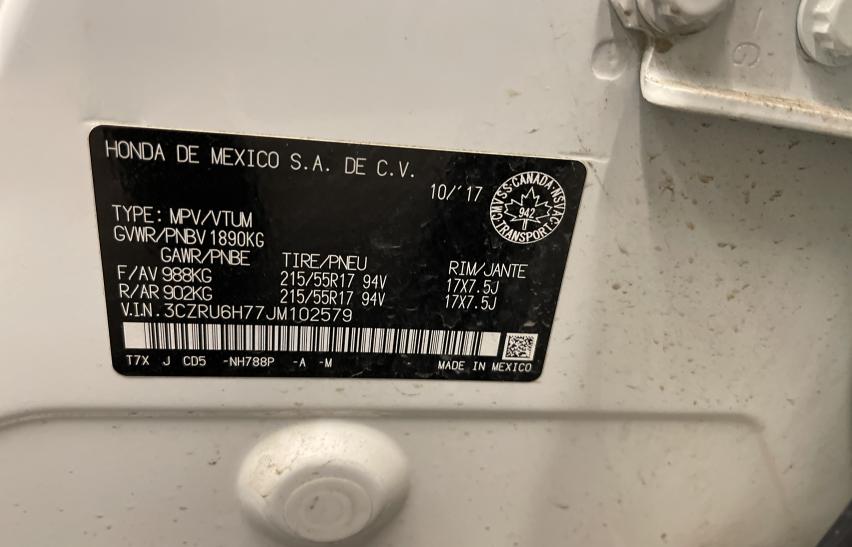 G
HONDA DE MEXICO S.A. DE C.V.
10/'17
CMVSS·CANADA·NSVAC·TRANSPORT·
942
TYPE: MPV/VTUM
GVWR/PNBV 1890KG
GAWR/PNBE TIRE/PNEU RIM/JANTE
F/AV 988KG 215/55R17 94V 17X7.5J
R/AR 902KG 215/55R17 94V 17X7.5J
V.I.N. 3CZRU6H77JM102579
T7X J CD5 -NH788P -A -M MADE IN MEXICO